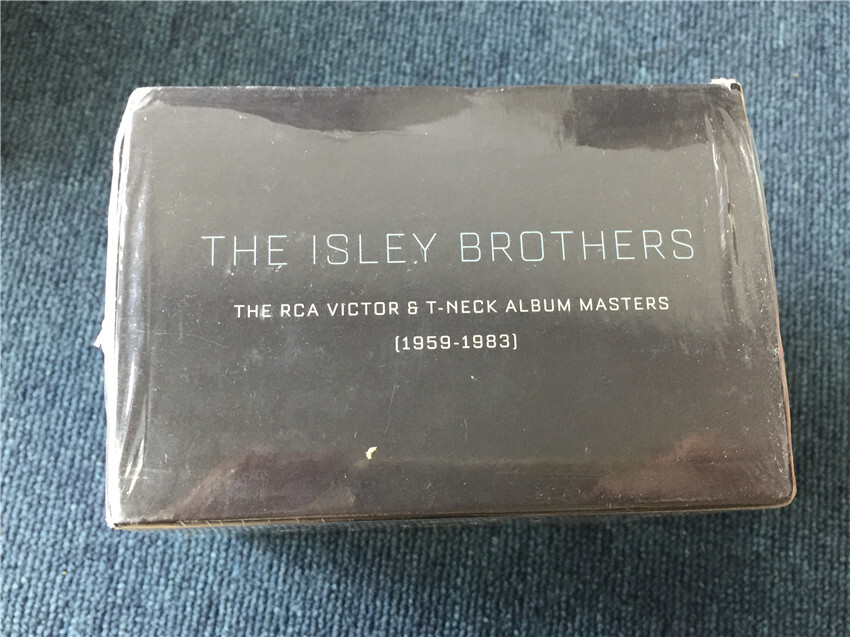 THE ISLEY BROTHERS
THE RCA VICTOR & T-NECK ALBUM MASTERS
(1959-1983)